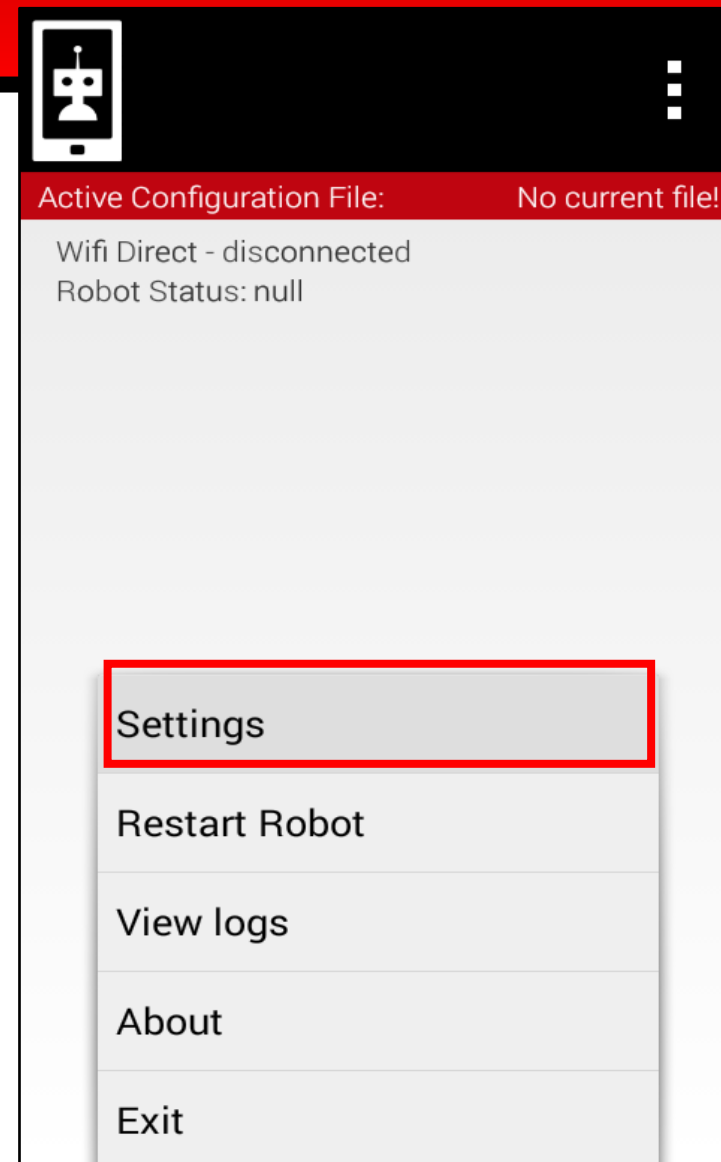 Active Configuration File: No current file!
Wifi Direct - disconnected
Robot Status: null
Settings
Restart Robot
View logs
About
Exit